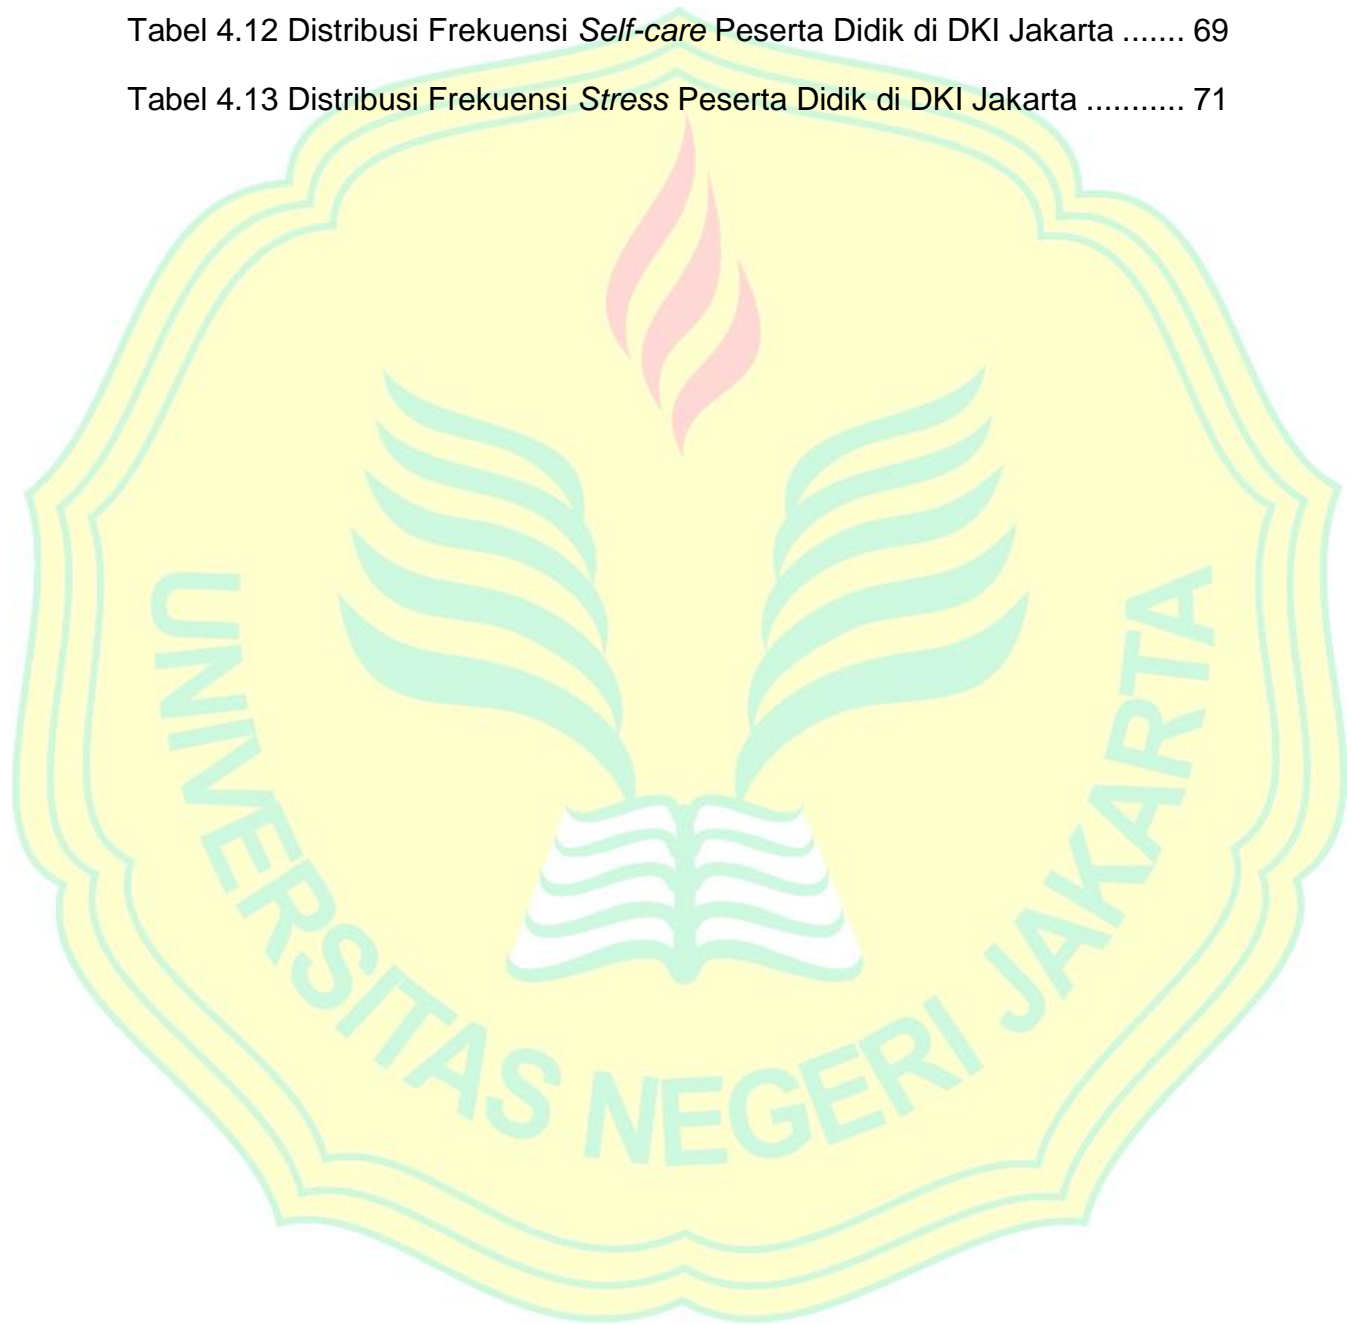 Tabel 4.12 Distribusi Frekuensi Self-care Peserta Didik di DKI Jakarta ....... 69
Tabel 4.13 Distribusi Frekuensi Stress Peserta Didik di DKI Jakarta ........... 71
UNIVERSITAS NEGERI JAKARTA